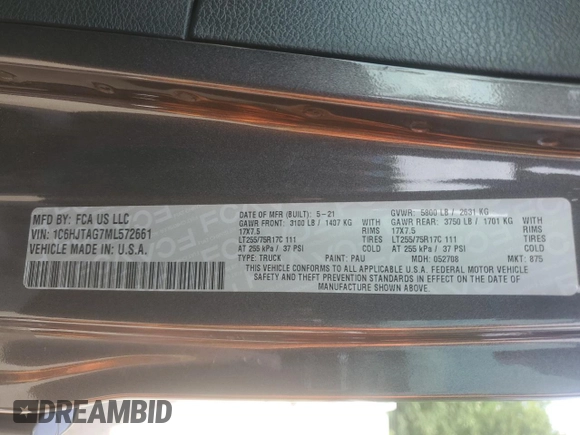 MFD BY: FCA US LLC
VIN: 1C6HJTAG7ML572661
VEHICLE MADE IN: U.S.A.
DATE OF MFR (BUILT): 5-21
GVWR: 5800 LB / 2631 KG
GAWR FRONT: 3100 LB / 1407 KG
GAWR REAR: 3750 LB / 1701 KG
17X7.5 RIMS
17X7.5 RIMS
LT255/75R17C 111 TIRES
LT255/75R17C 111 TIRES
AT 255 kPa / 37 PSI COLD
AT 255 kPa / 37 PSI COLD
TYPE: TRUCK PAINT: PAU MDH: 052708 MKT: 875
THIS VEHICLE CONFORMS TO ALL APPLICABLE U.S.A. FEDERAL MOTOR VEHICLE
SAFETY AND THEFT PREVENTION STANDARDS IN EFFECT ON THE DATE OF
MANUFACTURE SHOWN ABOVE.
DREAMBID